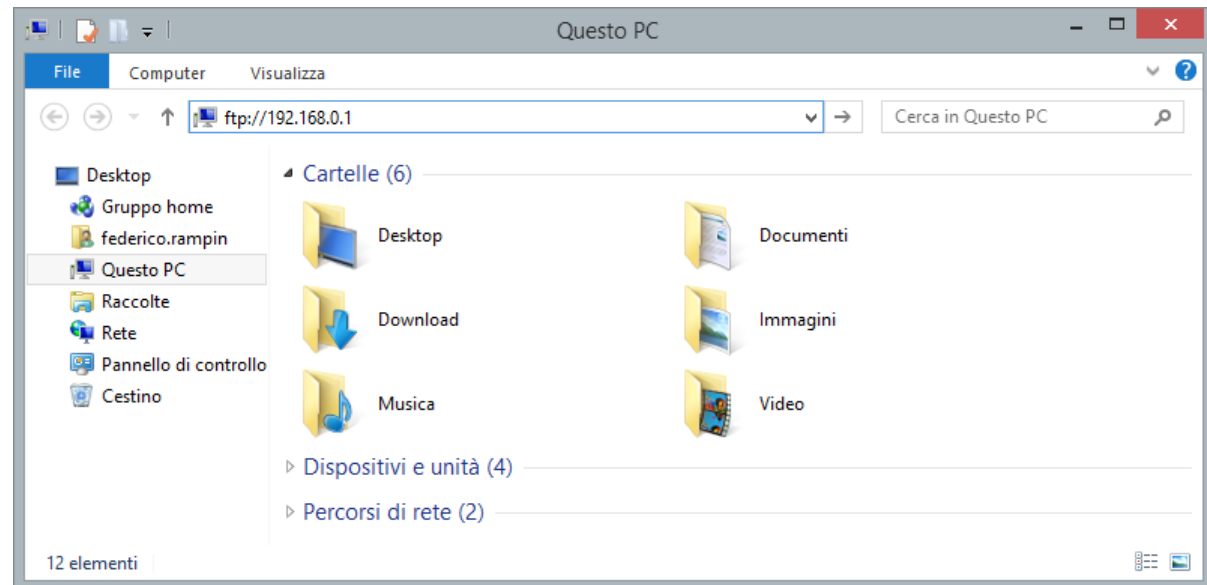 Questo PC
File Computer Visualizza
ftp://192.168.0.1
Cerca in Questo PC
Desktop
Gruppo home
federico.rampin
Questo PC
Raccolte
Rete
Pannello di controllo
Cestino
Cartelle (6)
Desktop Documenti
Download Immagini
Musica Video
Dispositivi e unità (4)
Percorsi di rete (2)
12 elementi